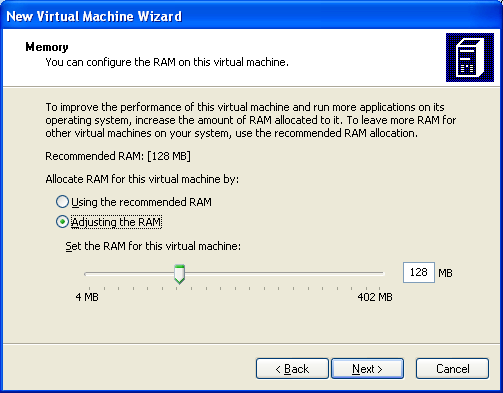 New Virtual Machine Wizard
Memory
You can configure the RAM on this virtual machine.
To improve the performance of this virtual machine and run more applications on its
operating system, increase the amount of RAM allocated to it. To leave more RAM for
other virtual machines on your system, use the recommended RAM allocation.
Recommended RAM: [128 MB]
Allocate RAM for this virtual machine by:
Using the recommended RAM
Adjusting the RAM
Set the RAM for this virtual machine:
128 MB
4 MB 402 MB
< Back Next > Cancel